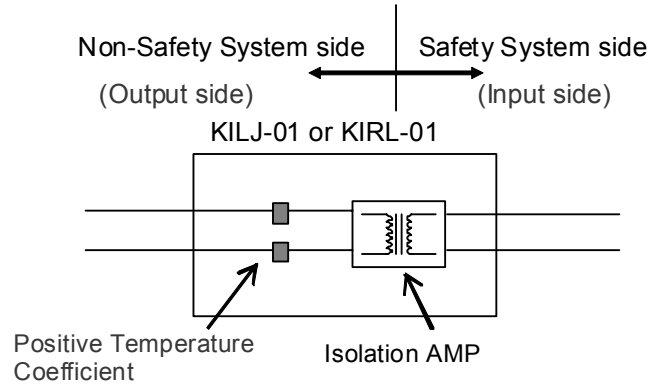 Non-Safety System side
Safety System side
(Output side)
(Input side)
KILJ-01 or KIRL-01
Positive Temperature
Coefficient
Isolation AMP